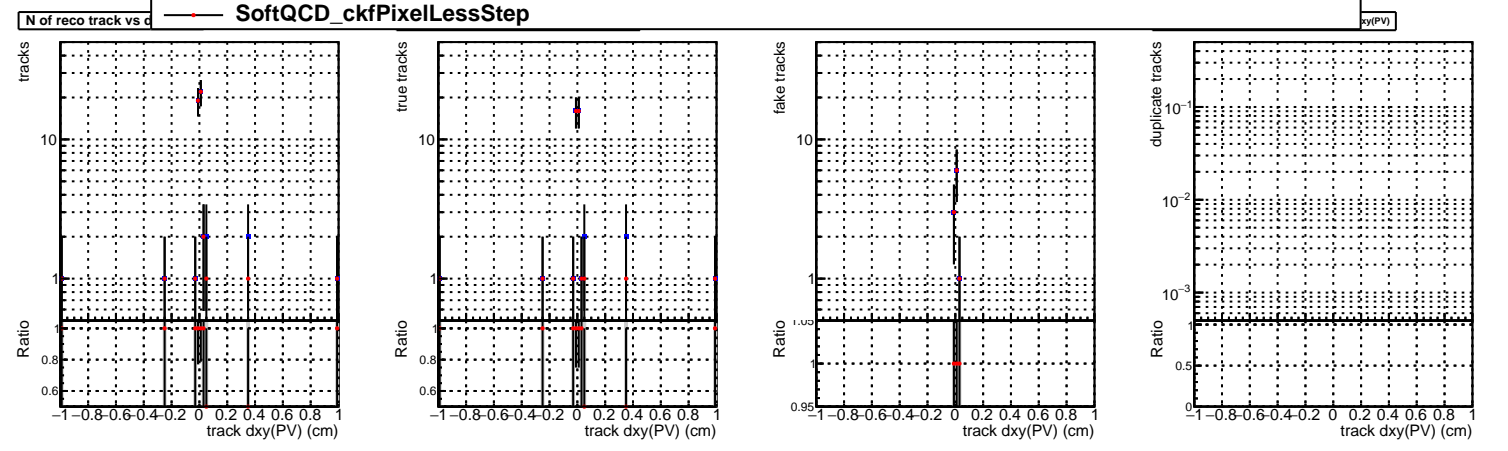 SoftQCD_ckfPixelLessStep
N of reco track vs d
xy(PV)
tracks
10
1
Ratio
1
0.8
0.6
−1 −0.8 −0.6 −0.4 −0.2 0 0.2 0.4 0.6 0.8 1
track dxy(PV) (cm)
true tracks
10
1
Ratio
1
0.8
0.6
−1 −0.8 −0.6 −0.4 −0.2 0 0.2 0.4 0.6 0.8 1
track dxy(PV) (cm)
fake tracks
10
1
Ratio
1.05
1
0.95
−1 −0.8 −0.6 −0.4 −0.2 0 0.2 0.4 0.6 0.8 1
track dxy(PV) (cm)
duplicate tracks
10−1
10−2
10−3
Ratio
1
0.5
0
−1 −0.8 −0.6 −0.4 −0.2 0 0.2 0.4 0.6 0.8 1
track dxy(PV) (cm)